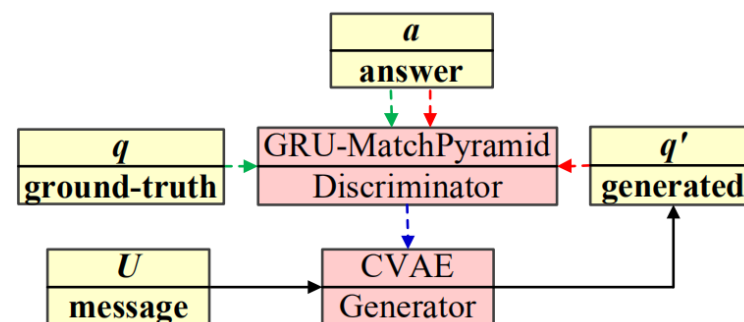 a
answer
q
ground-truth
GRU-MatchPyramid
Discriminator
q'
generated
U
message
CVAE
Generator